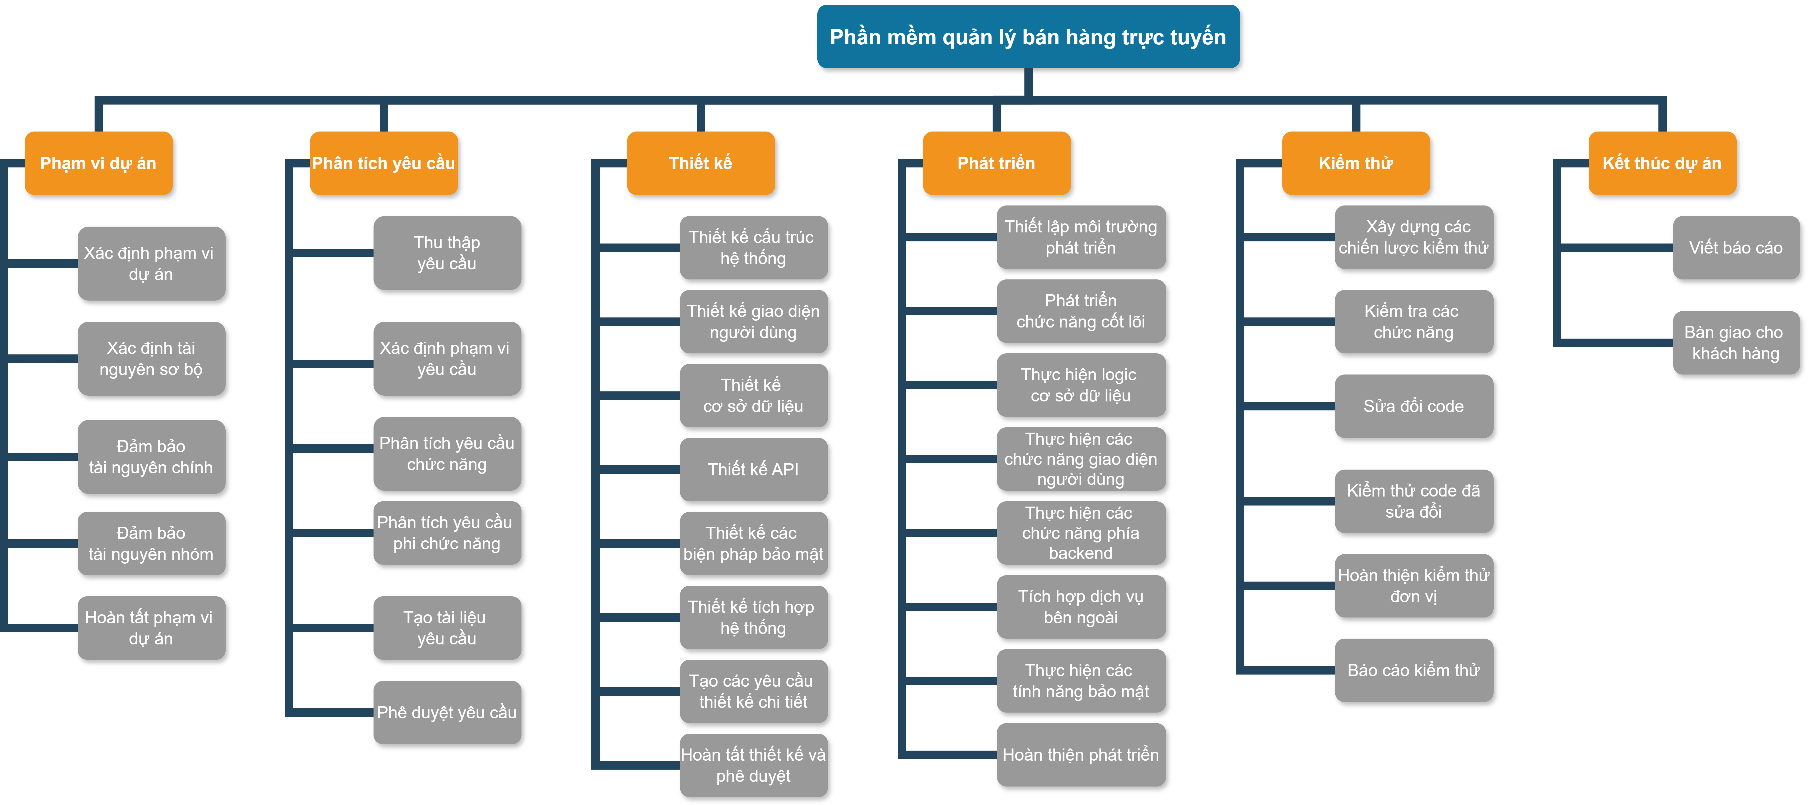 Phần mềm quản lý bán hàng trực tuyến
Phạm vi dự án
Xác định phạm vi
dự án
Xác định tài
nguyên sơ bộ
Đảm bảo
tài nguyên chính
Đảm bảo
tài nguyên nhóm
Hoàn tất phạm vi
dự án
Phân tích yêu cầu
Thu thập
yêu cầu
Xác định phạm vi
yêu cầu
Phân tích yêu cầu
chức năng
Phân tích yêu cầu
phi chức năng
Tạo tài liệu
yêu cầu
Phê duyệt yêu cầu
Thiết kế
Thiết kế cấu trúc
hệ thống
Thiết kế giao diện
người dùng
Thiết kế
cơ sở dữ liệu
Thiết kế API
Thiết kế các
biện pháp bảo mật
Thiết kế tích hợp
hệ thống
Tạo các yêu cầu
thiết kế chi tiết
Hoàn tất thiết kế và
phê duyệt
Phát triển
Thiết lập môi trường
phát triển
Phát triển
chức năng cốt lõi
Thực hiện logic
cơ sở dữ liệu
Thực hiện các
chức năng giao diện
người dùng
Thực hiện các
chức năng phía
backend
Tích hợp dịch vụ
bên ngoài
Thực hiện các
tính năng bảo mật
Hoàn thiện phát triển
Kiểm thử
Xây dựng các
chiến lược kiểm thử
Kiểm tra các
chức năng
Sửa đổi code
Kiểm thử code đã
sửa đổi
Hoàn thiện kiểm thử
đơn vị
Báo cáo kiểm thử
Kết thúc dự án
Viết báo cáo
Bàn giao cho
khách hàng